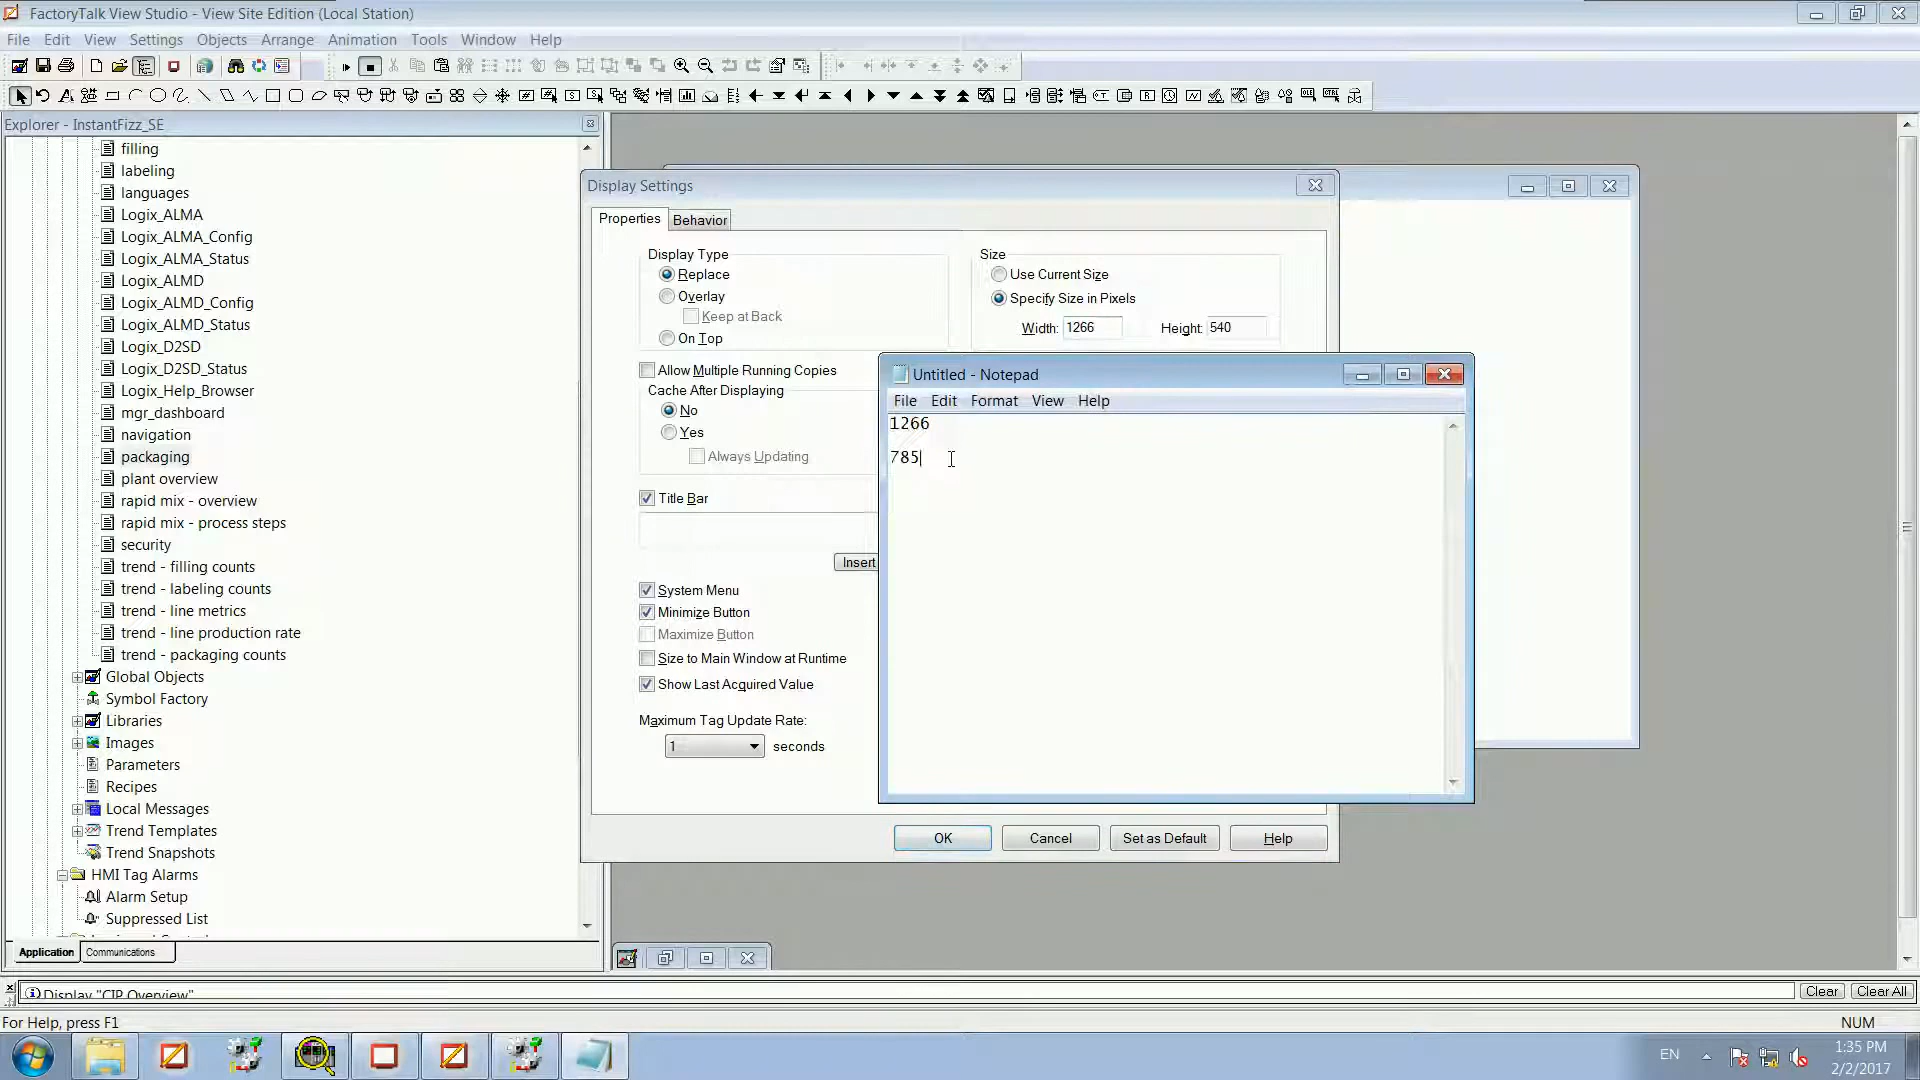 FactoryTalk View Studio - View Site Edition (Local Station)
File Edit View Settings Objects Arrange Animation Tools Window Help
Explorer - InstantFizz_SE
filling
labeling
languages
Logix_ALMA
Logix_ALMA_Config
Logix_ALMA_Status
Logix_ALMD
Logix_ALMD_Config
Logix_ALMD_Status
Logix_D2SD
Logix_D2SD_Status
Logix_Help_Browser
mgr_dashboard
navigation
packaging
plant overview
rapid mix - overview
rapid mix - process steps
security
trend - filling counts
trend - labeling counts
trend - line metrics
trend - line production rate
trend - packaging counts
Global Objects
Symbol Factory
Libraries
Images
Parameters
Recipes
Local Messages
Trend Templates
Trend Snapshots
HMI Tag Alarms
Alarm Setup
Suppressed List
Application Communications
Display Settings
Properties Behavior
Display Type
Replace
Overlay
Keep at Back
On Top
Size
Use Current Size
Specify Size in Pixels
Width: 1266 Height: 540
Allow Multiple Running Copies
Cache After Displaying
No
Yes
Always Updating
Title Bar
Insert
System Menu
Minimize Button
Maximize Button
Size to Main Window at Runtime
Show Last Acquired Value
Maximum Tag Update Rate:
1 seconds
OK Cancel Set as Default Help
Untitled - Notepad
File Edit Format View Help
1266
785
Display "CIP Overview"
Clear Clear All
For Help, press F1
NUM
EN
1:35 PM
2/2/2017